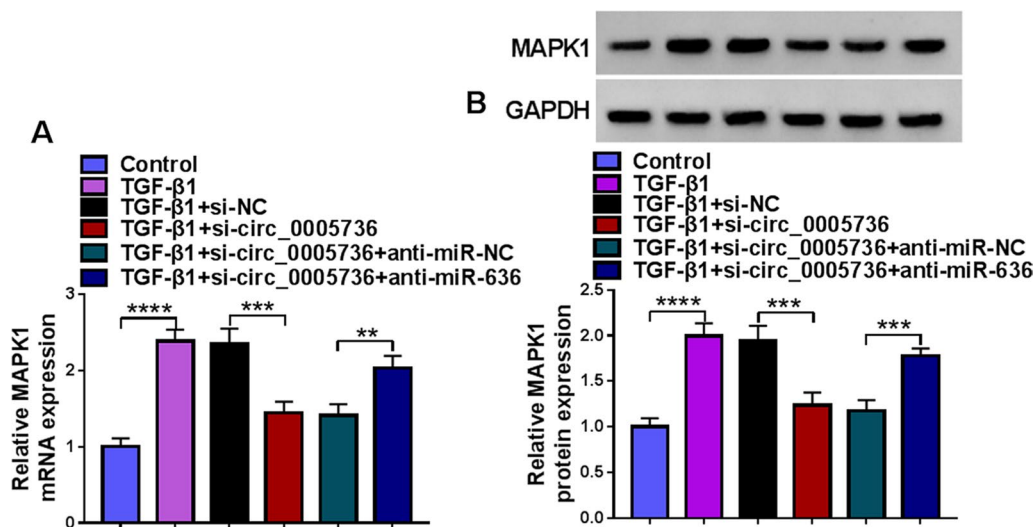 A
Control
TGF-β1
TGF-β1+si-NC
TGF-β1+si-circ_0005736
TGF-β1+si-circ_0005736+anti-miR-NC
TGF-β1+si-circ_0005736+anti-miR-636
Relative MAPK1
mRNA expression
3
2
1
0
****
***
**
B
MAPK1
GAPDH
Control
TGF-β1
TGF-β1+si-NC
TGF-β1+si-circ_0005736
TGF-β1+si-circ_0005736+anti-miR-NC
TGF-β1+si-circ_0005736+anti-miR-636
Relative MAPK1
protein expression
2.5
2.0
1.5
1.0
0.5
0.0
****
***
***